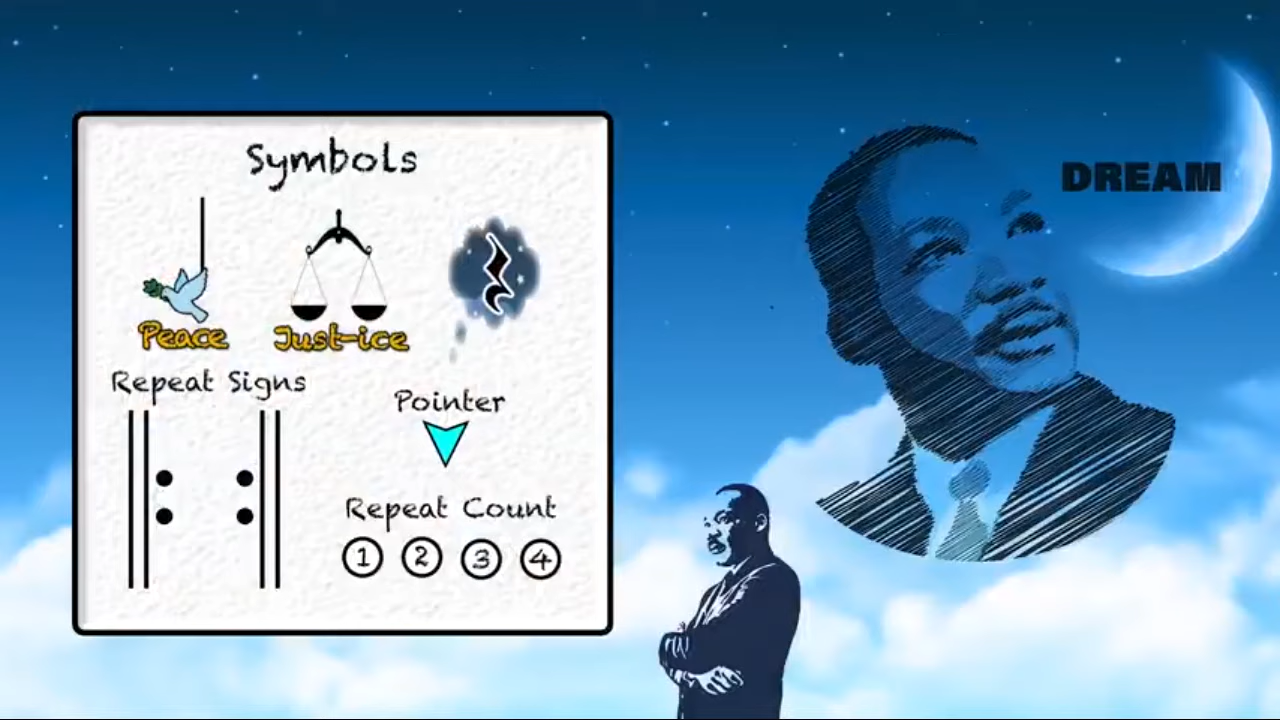 Symbols
Peace
Just-ice
Repeat Signs
Pointer
Repeat Count
1 2 3 4
DREAM